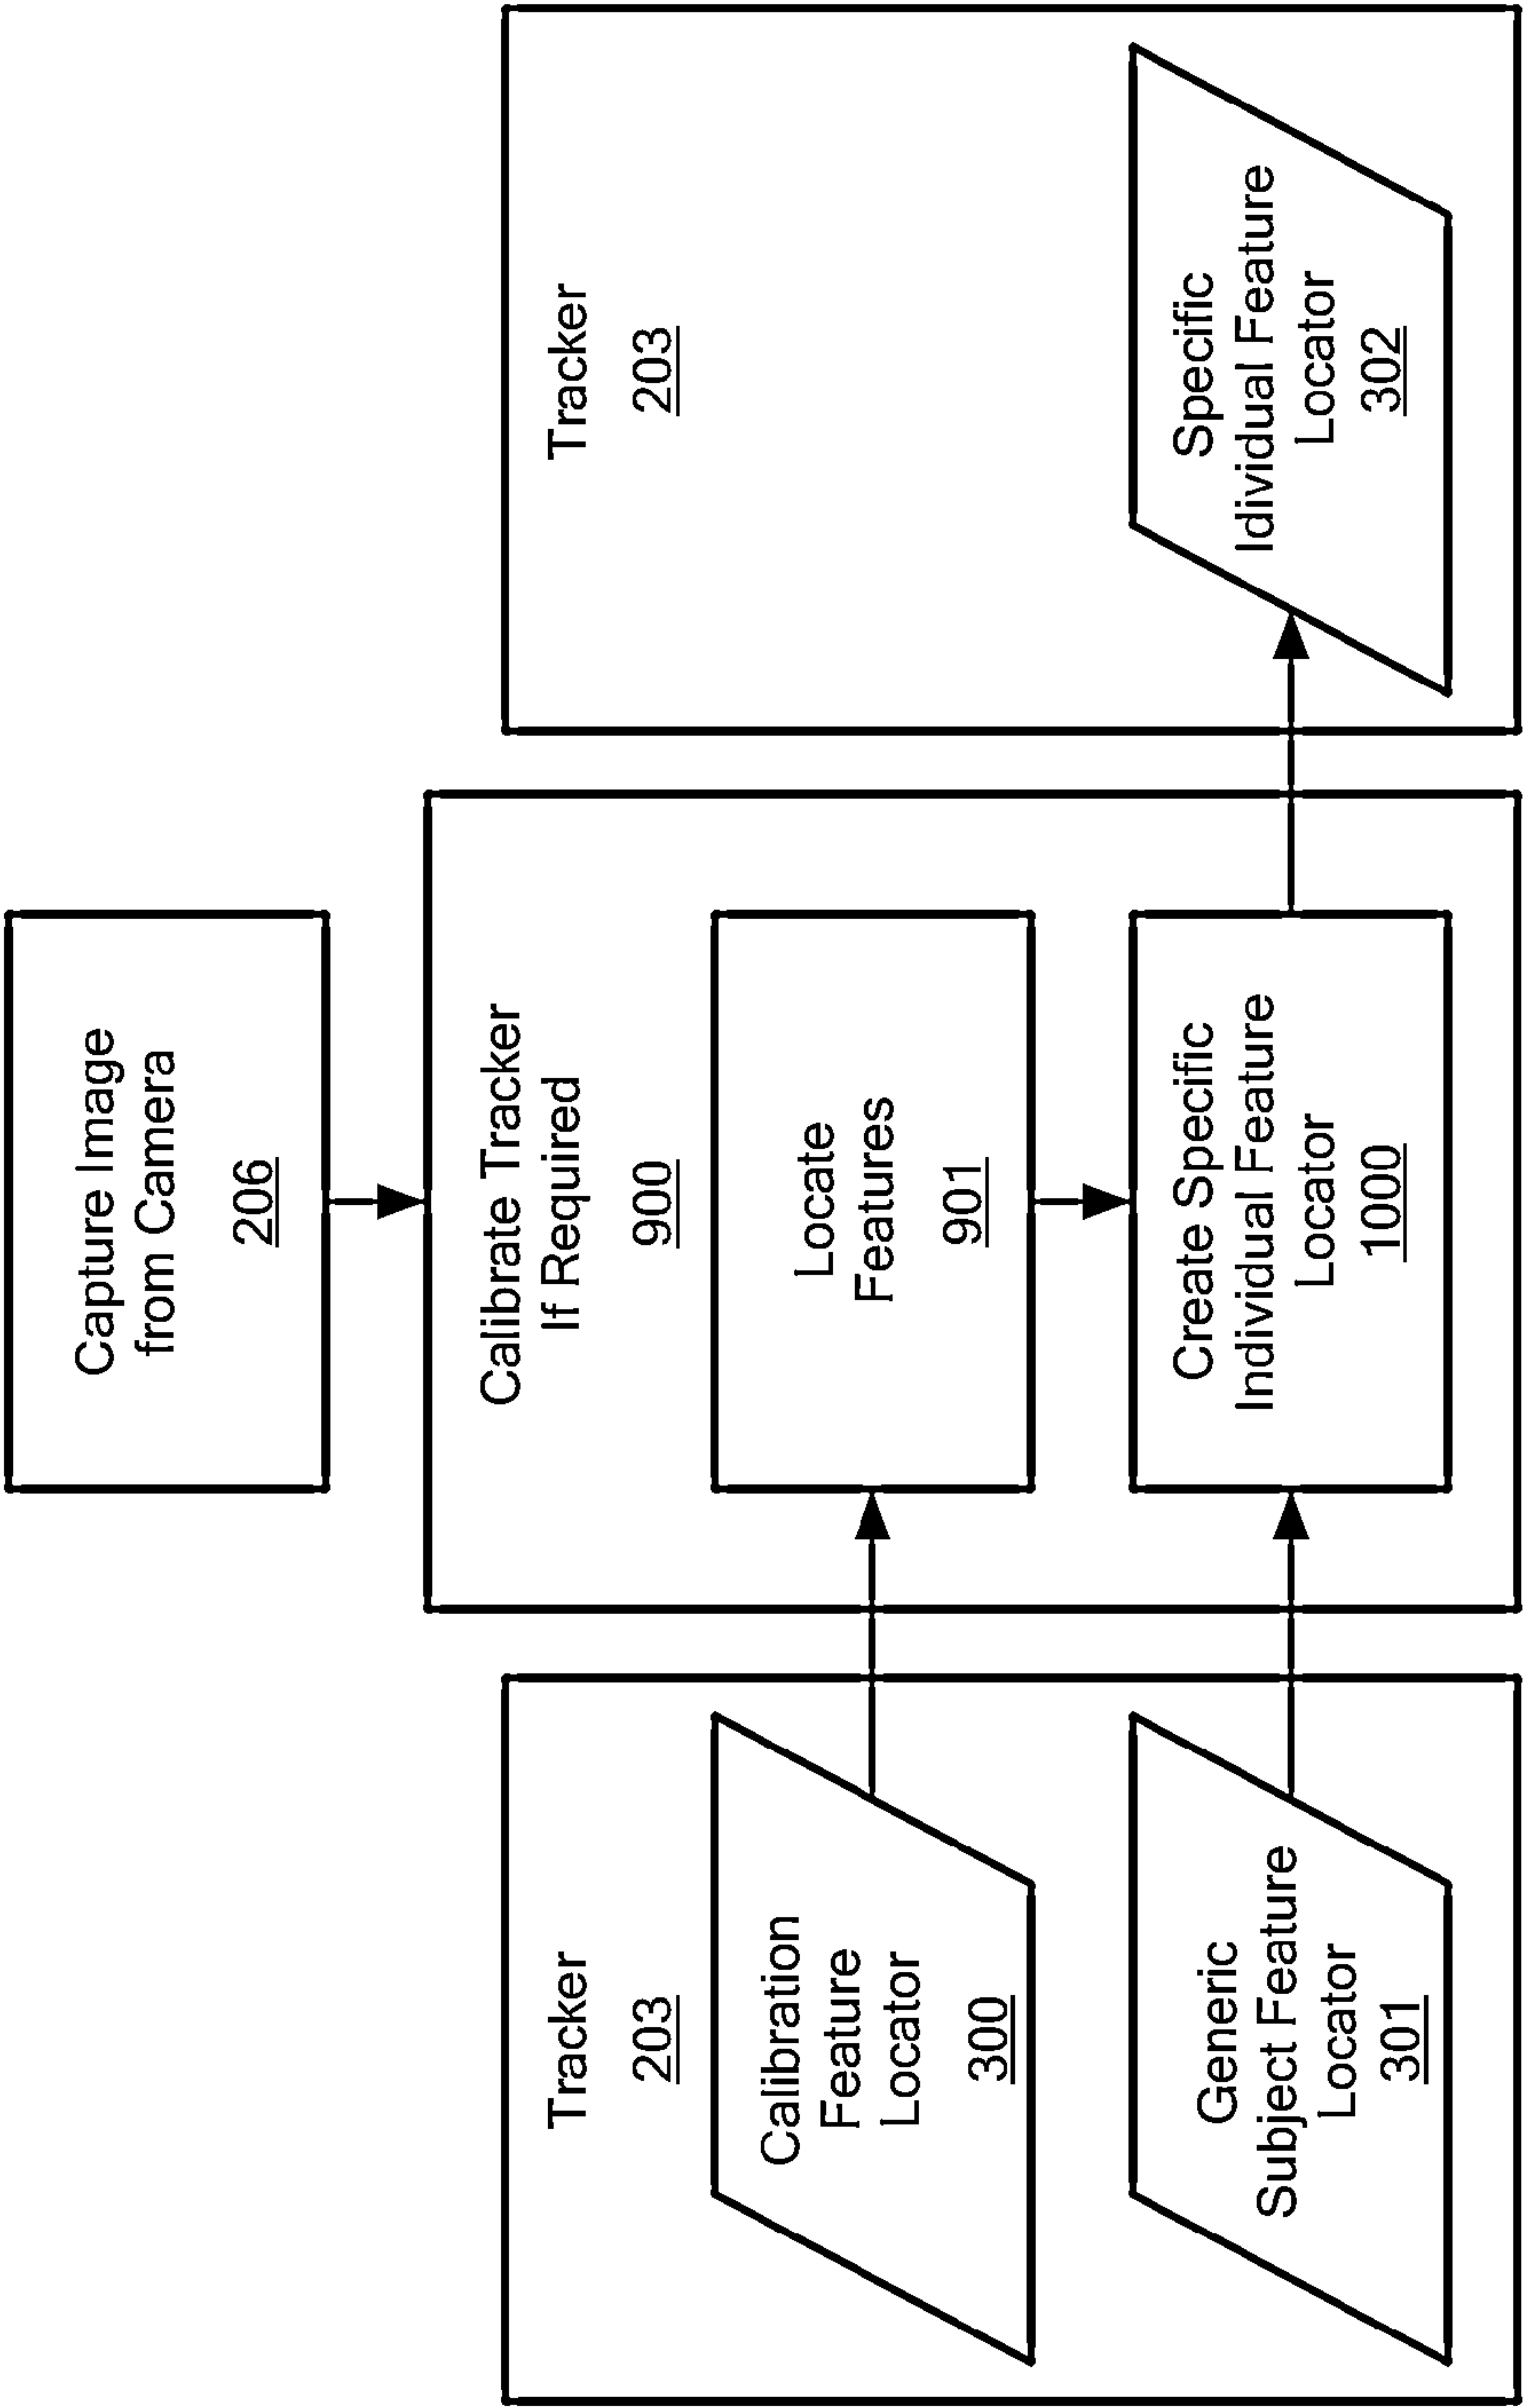 Capture Image
from Camera
206
Tracker
203
Calibration
Feature
Locator
300
Generic
Subject Feature
Locator
301
Calibrate Tracker
If Required
900
Locate
Features
901
Create Specific
Individual Feature
Locator
1000
Tracker
203
Specific
Idividual Feature
Locator
302